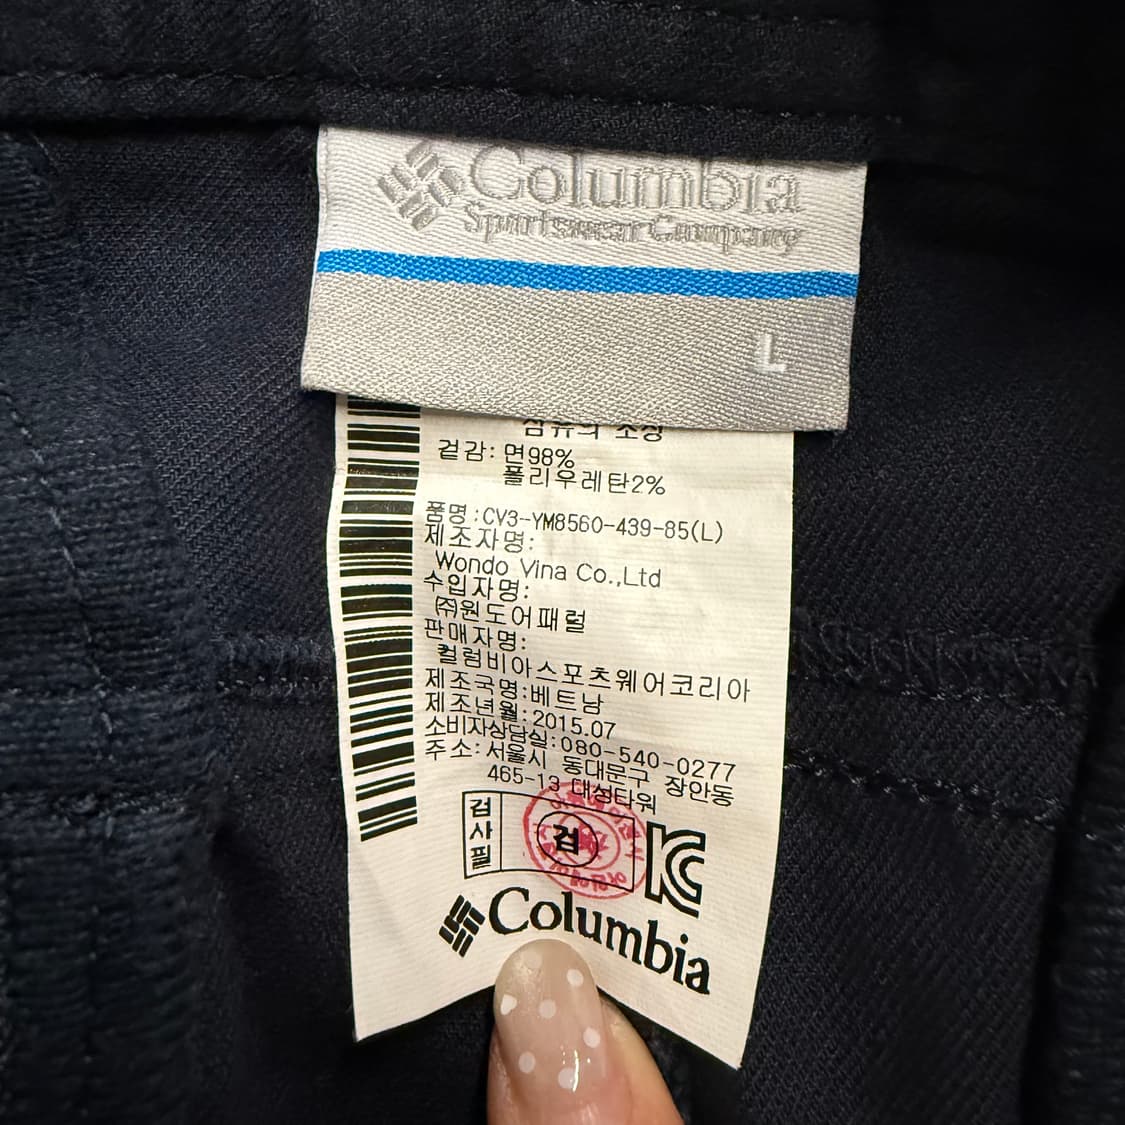 Columbia
Sportswear Company
L
섬유의 조성
겉감: 면98%
폴리우레탄2%
품명:CV3-YM8560-439-85(L)
제조자명:
Wondo Vina Co.,Ltd
수입자명:
㈜원도어패럴
판매자명:
컬럼비아스포츠웨어코리아
제조국명:베트남
제조년월:2015.07
소비자상담실:080-540-0277
주소:서울시 동대문구 장안동
465-13 대성타워
검사필
검
KC
Columbia